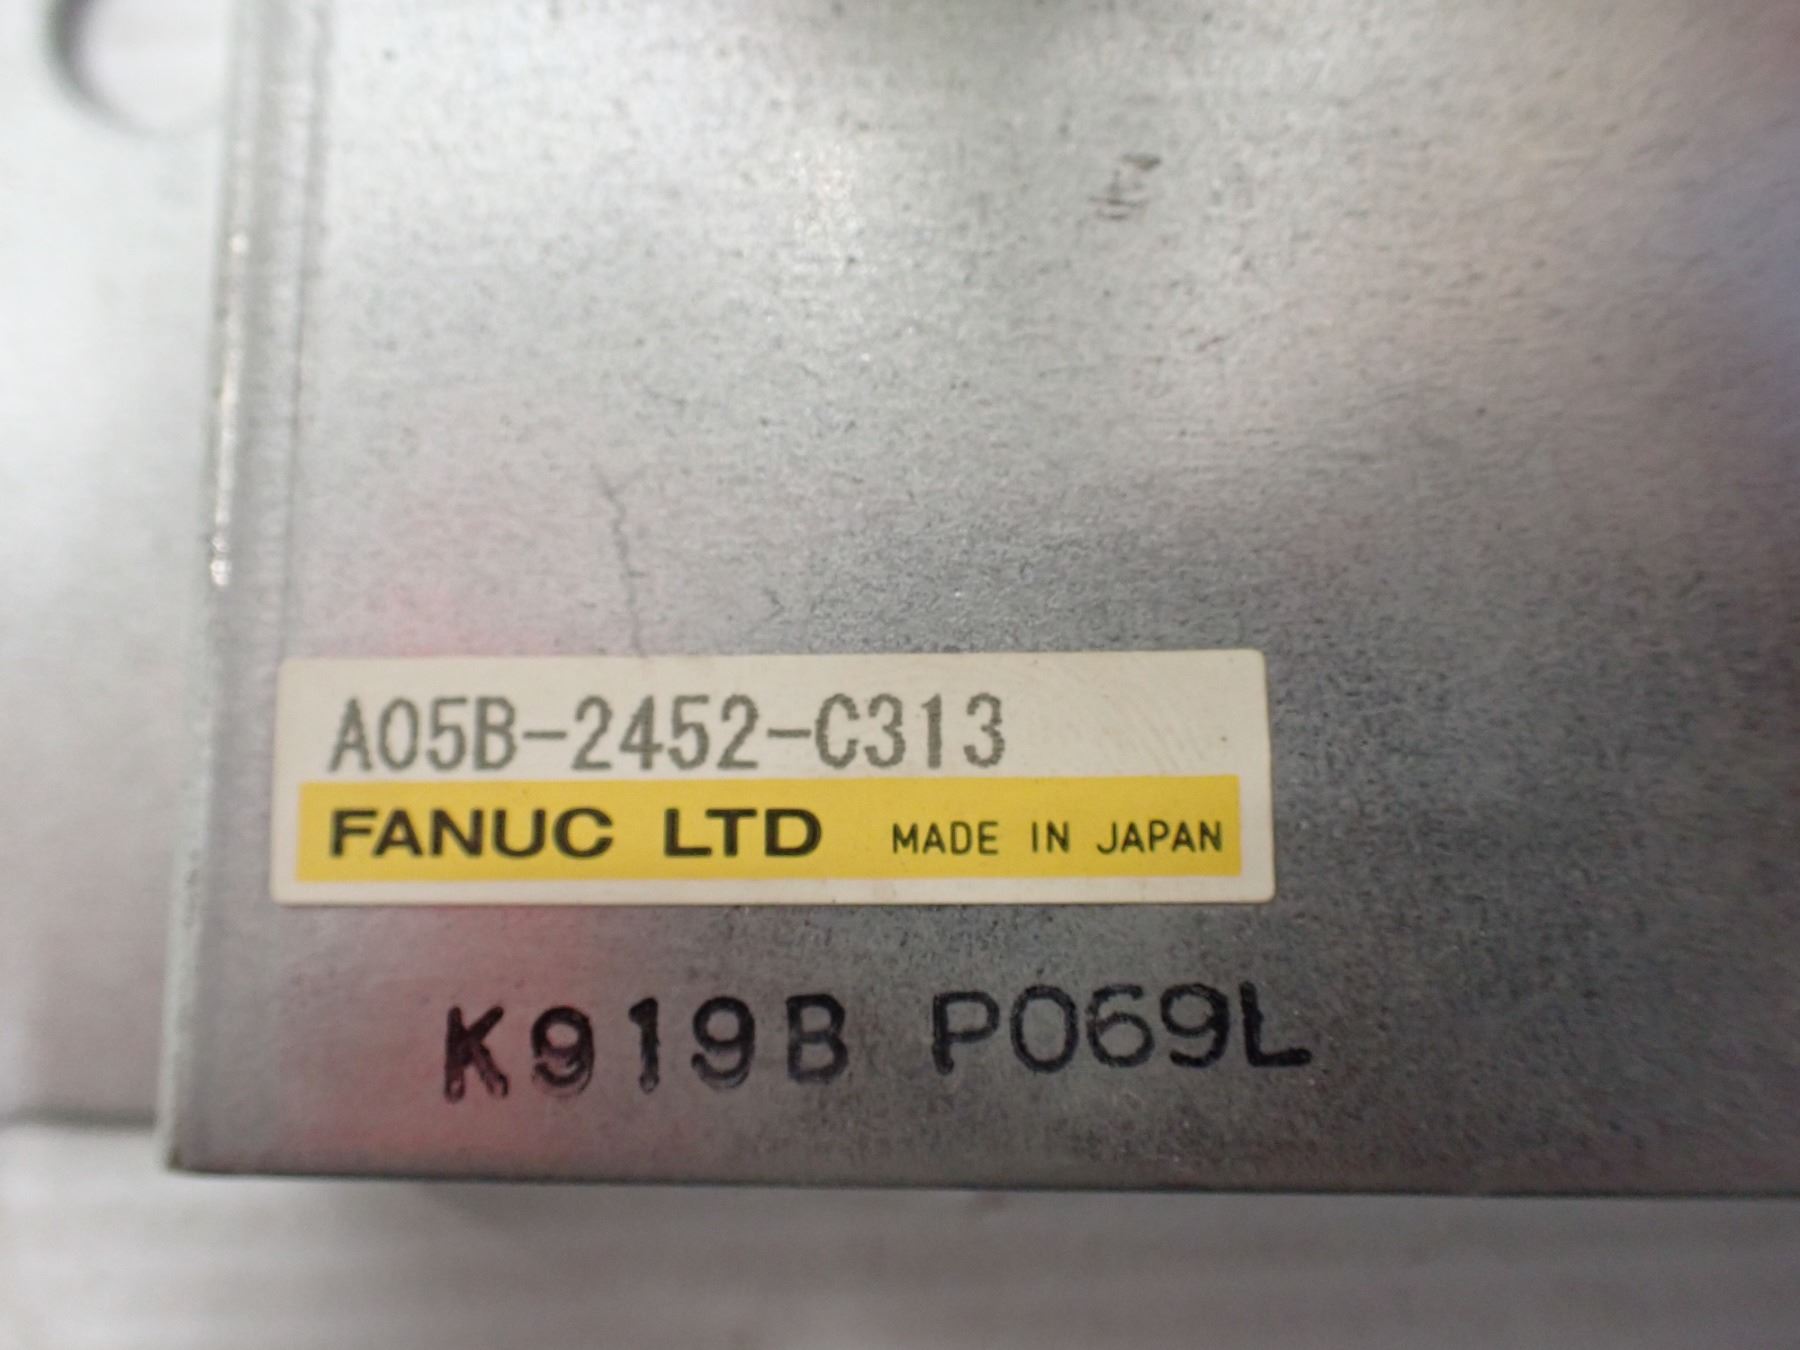 A05B-2452-C313
FANUC LTD MADE IN JAPAN
K919B P069L